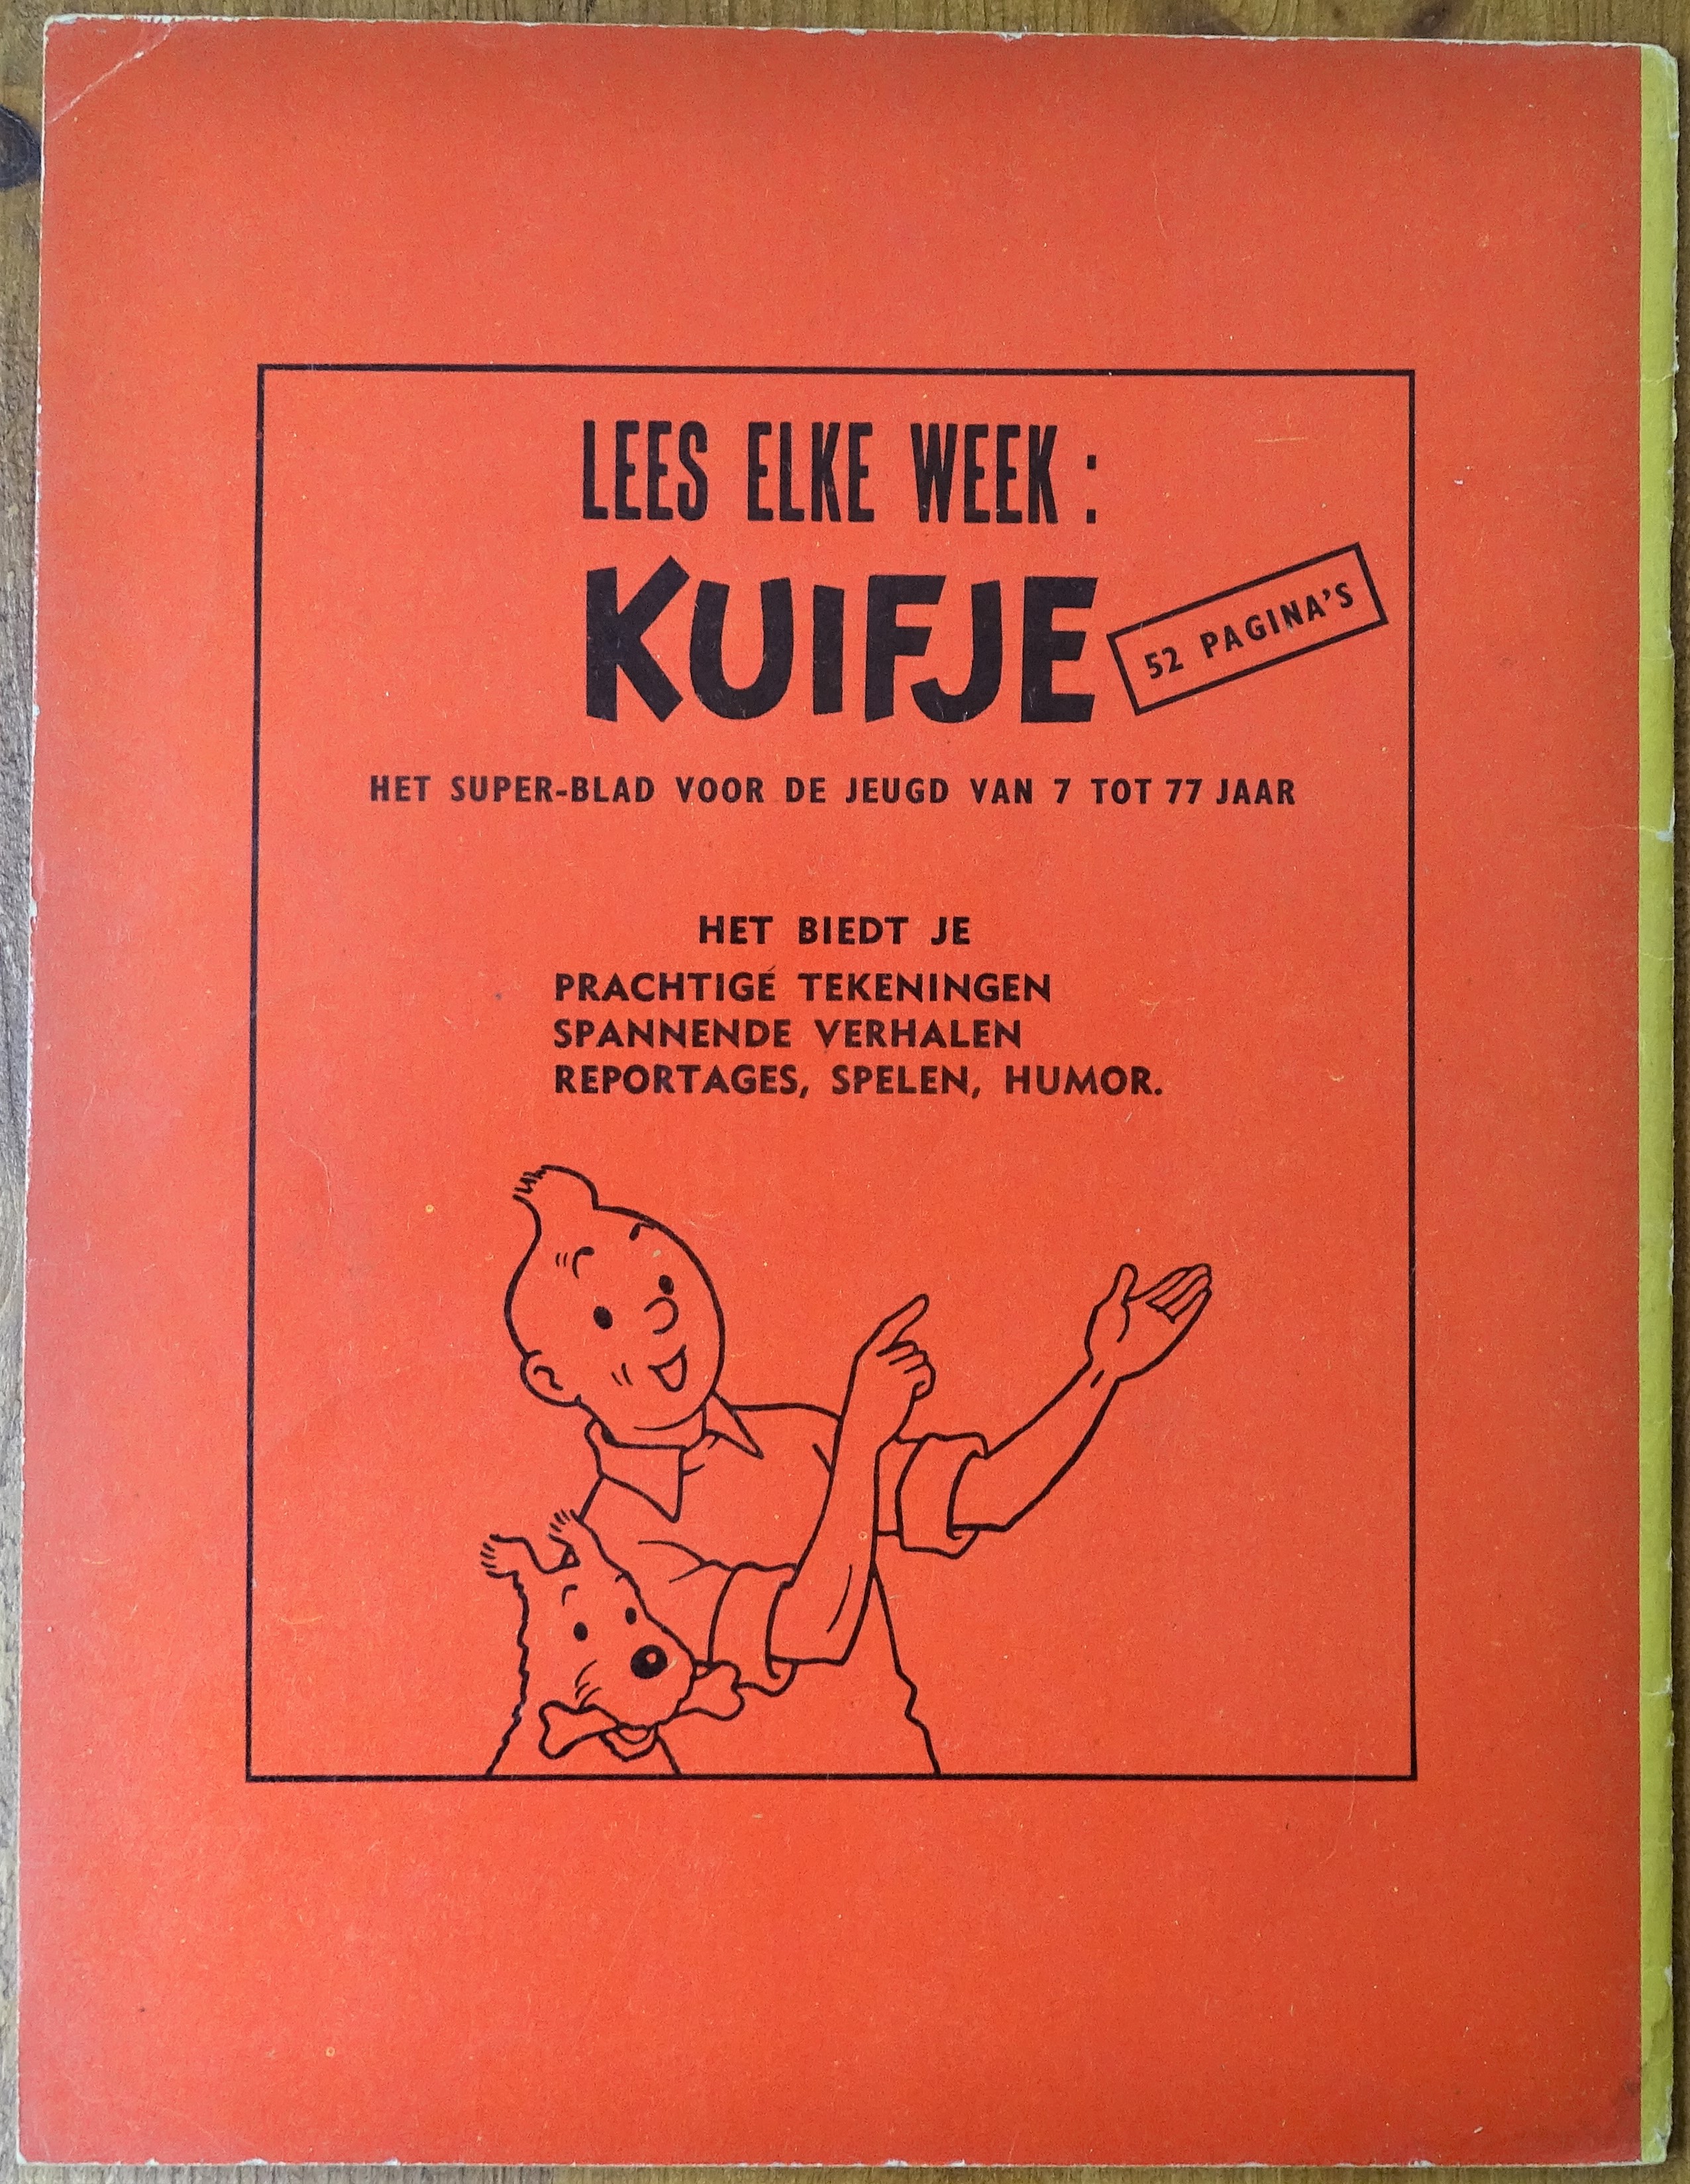 LEES ELKE WEEK :
KUIFJE
52 PAGINA'S
HET SUPER-BLAD VOOR DE JEUGD VAN 7 TOT 77 JAAR
HET BIEDT JE
PRACHTIGE TEKENINGEN
SPANNENDE VERHALEN
REPORTAGES, SPELEN, HUMOR.